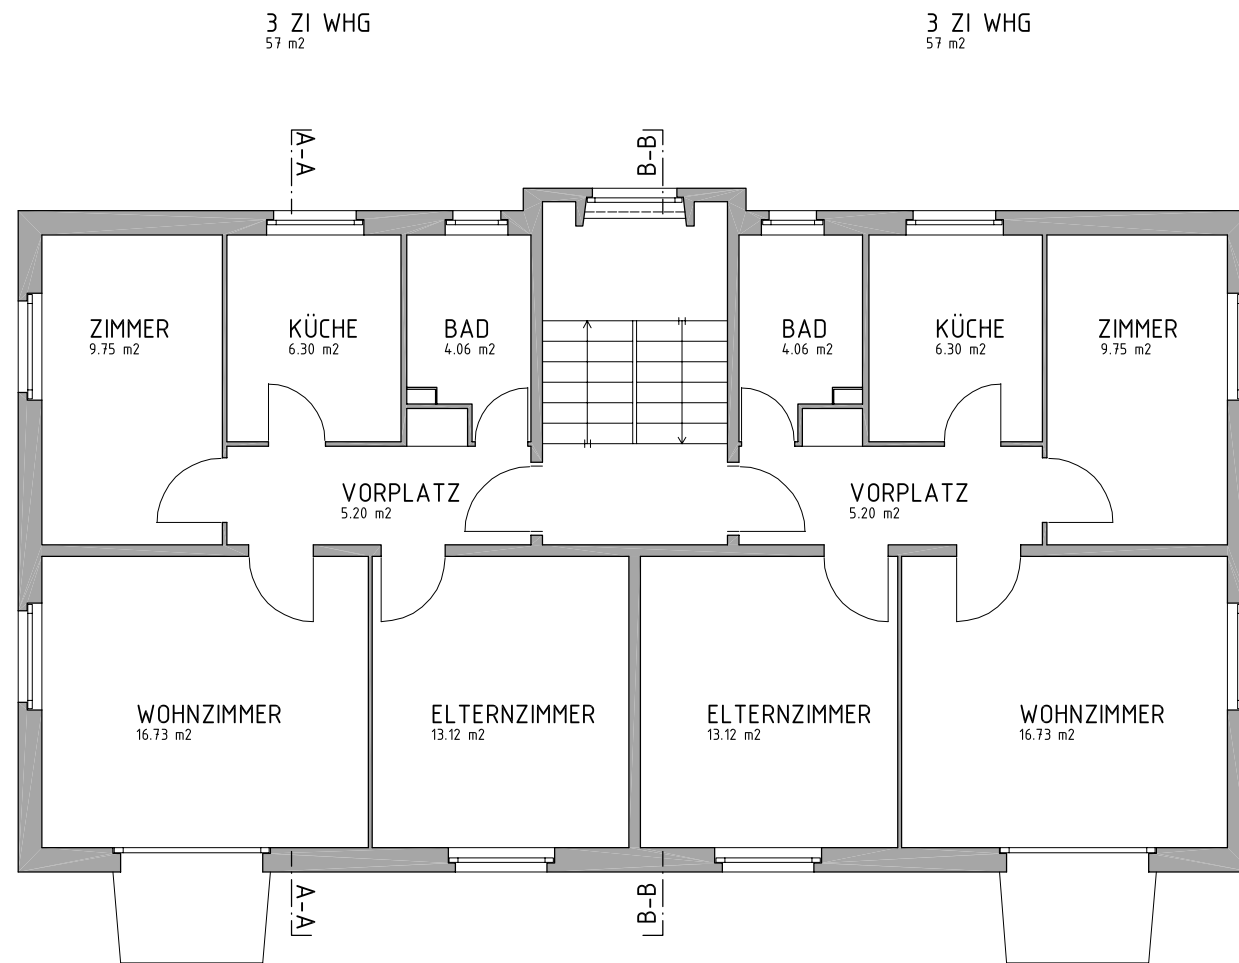 3 ZI WHG
57 m2
3 ZI WHG
57 m2
A-A
B-B
ZIMMER
9.75 m2
KÜCHE
6.30 m2
BAD
4.06 m2
BAD
4.06 m2
KÜCHE
6.30 m2
ZIMMER
9.75 m2
VORPLATZ
5.20 m2
VORPLATZ
5.20 m2
WOHNZIMMER
16.73 m2
ELTERNZIMMER
13.12 m2
ELTERNZIMMER
13.12 m2
WOHNZIMMER
16.73 m2
A-A
B-B